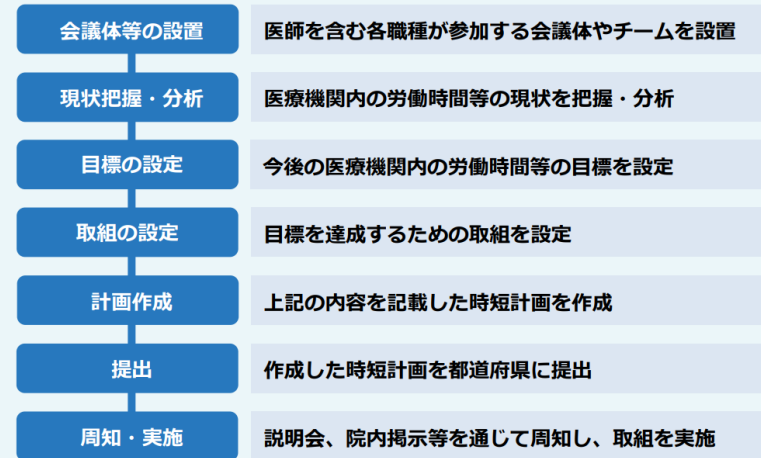 会議体等の設置
医師を含む各職種が参加する会議体やチームを設置
現状把握・分析
医療機関内の労働時間等の現状を把握・分析
目標の設定
今後の医療機関内の労働時間等の目標を設定
取組の設定
目標を達成するための取組を設定
計画作成
上記の内容を記載した時短計画を作成
提出
作成した時短計画を都道府県に提出
周知・実施
説明会、院内掲示等を通じて周知し、取組を実施